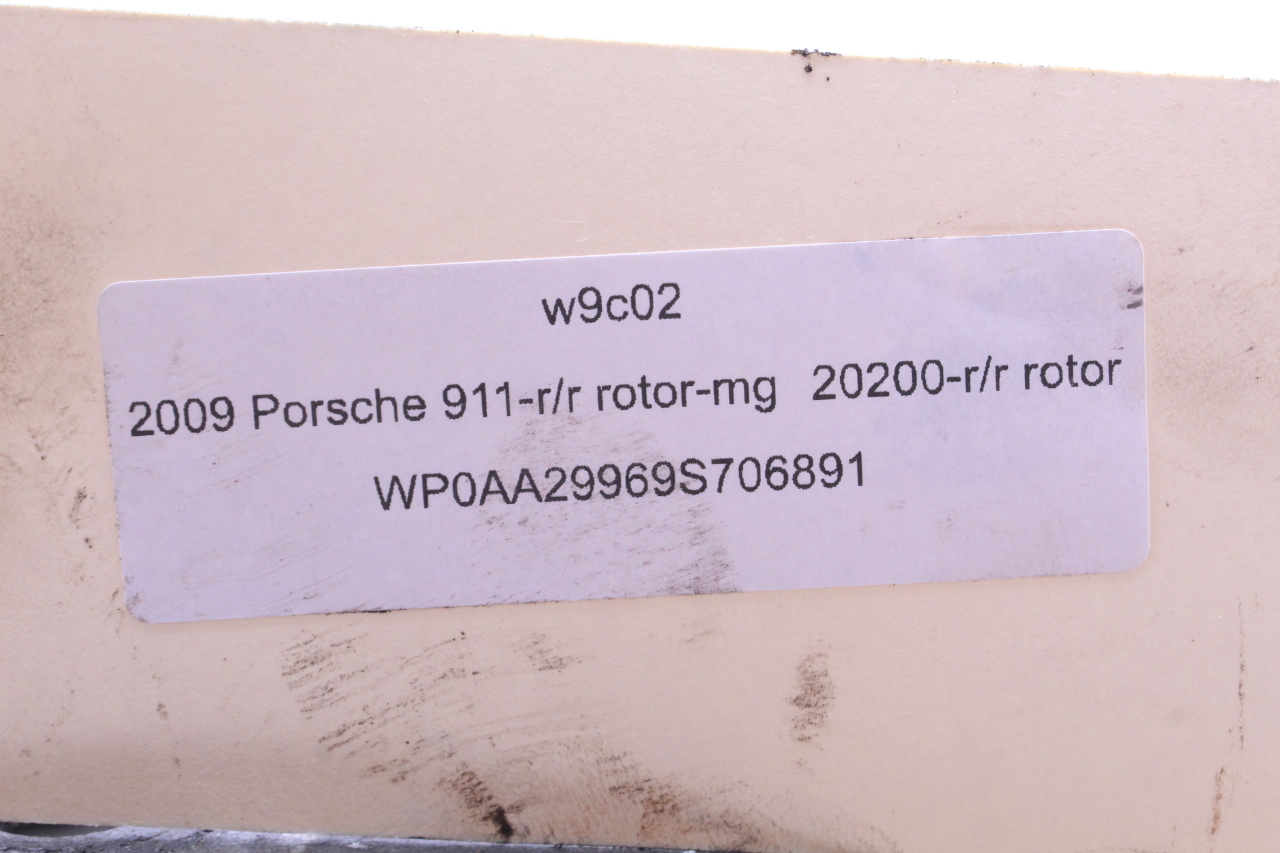 w9c02
2009 Porsche 911-r/r rotor-mg 20200-r/r rotor
WP0AA29969S706891